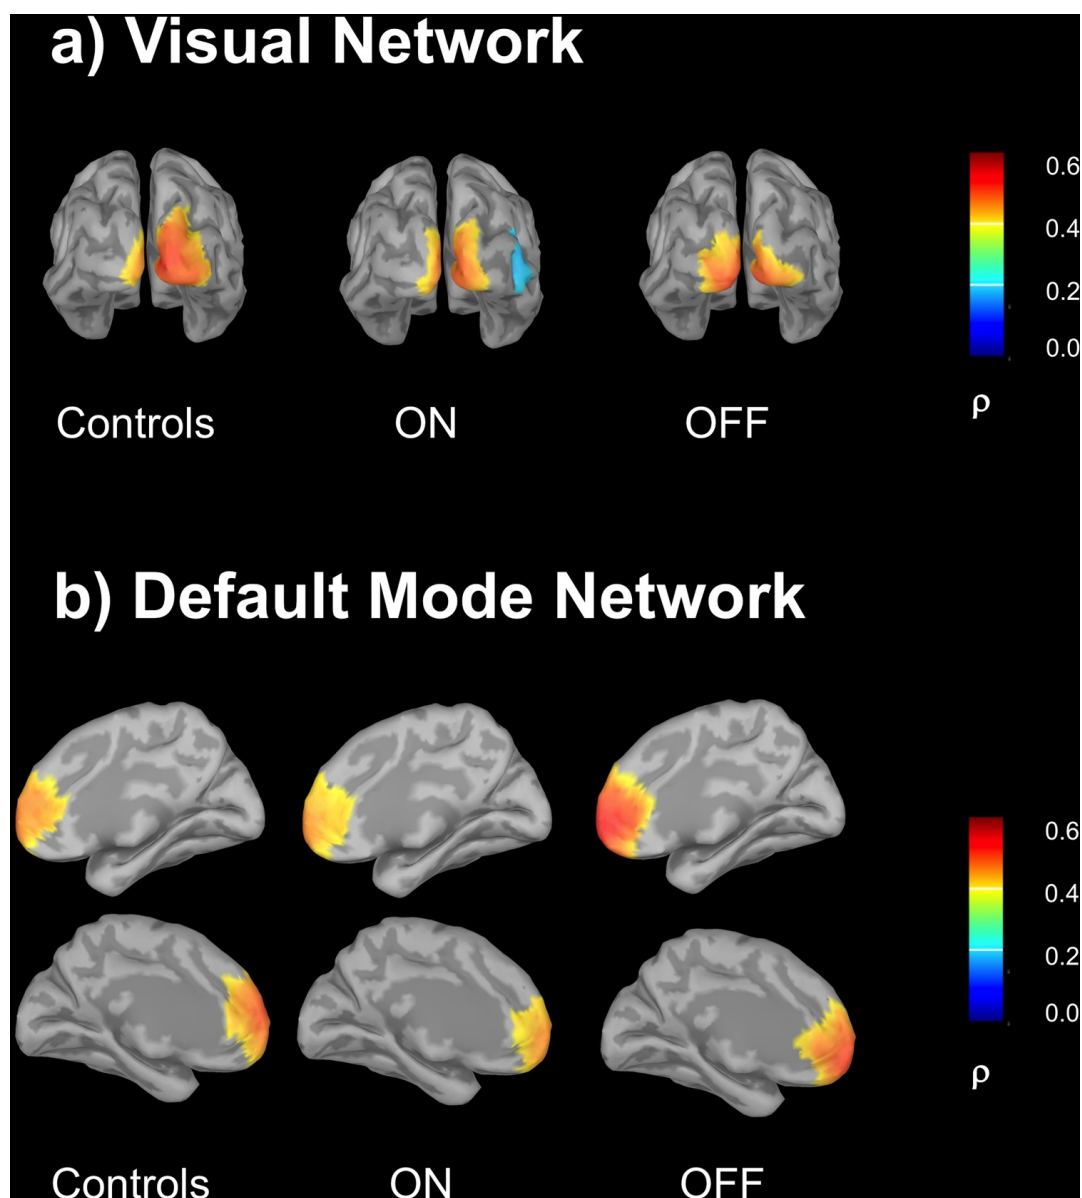 a) Visual Network
0.6
0.4
0.2
0.0
ρ
Controls ON OFF
b) Default Mode Network
0.6
0.4
0.2
0.0
ρ
Controls ON OFF